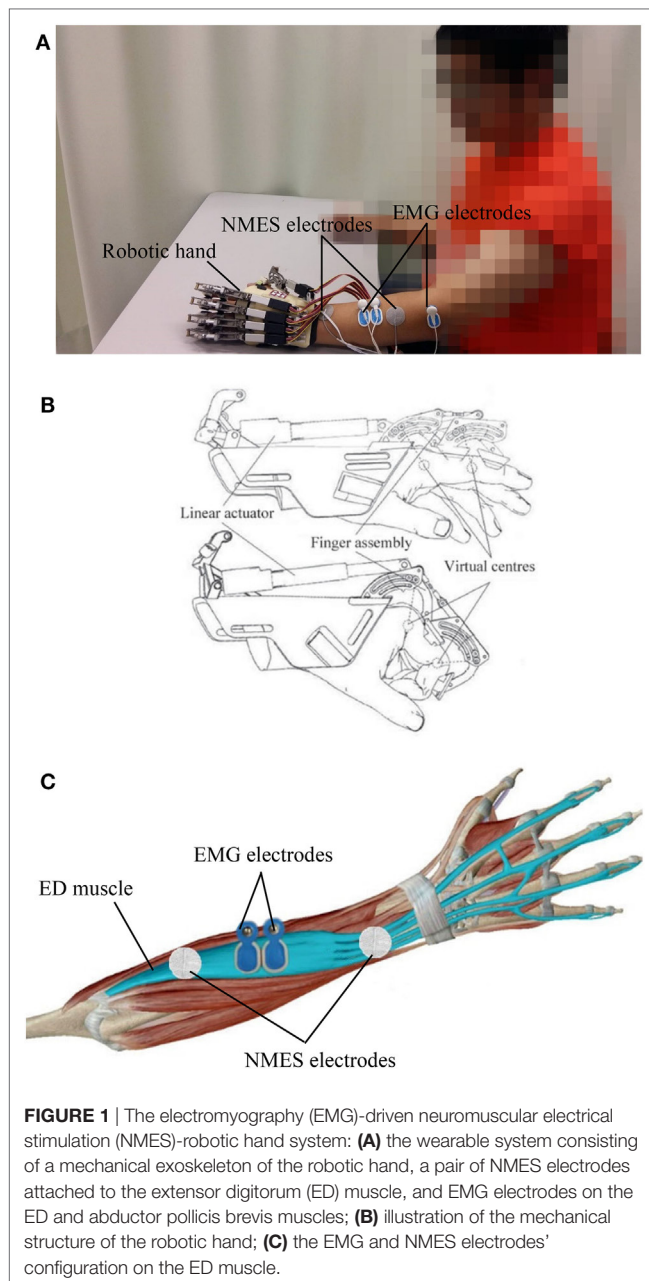 A
NMES electrodes
EMG electrodes
Robotic hand
B
Linear actuator
Finger assembly
Virtual centres
C
EMG electrodes
ED muscle
NMES electrodes
FIGURE 1 | The electromyography (EMG)-driven neuromuscular electrical
stimulation (NMES)-robotic hand system: (A) the wearable system consisting
of a mechanical exoskeleton of the robotic hand, a pair of NMES electrodes
attached to the extensor digitorum (ED) muscle, and EMG electrodes on the
ED and abductor pollicis brevis muscles; (B) illustration of the mechanical
structure of the robotic hand; (C) the EMG and NMES electrodes’
configuration on the ED muscle.